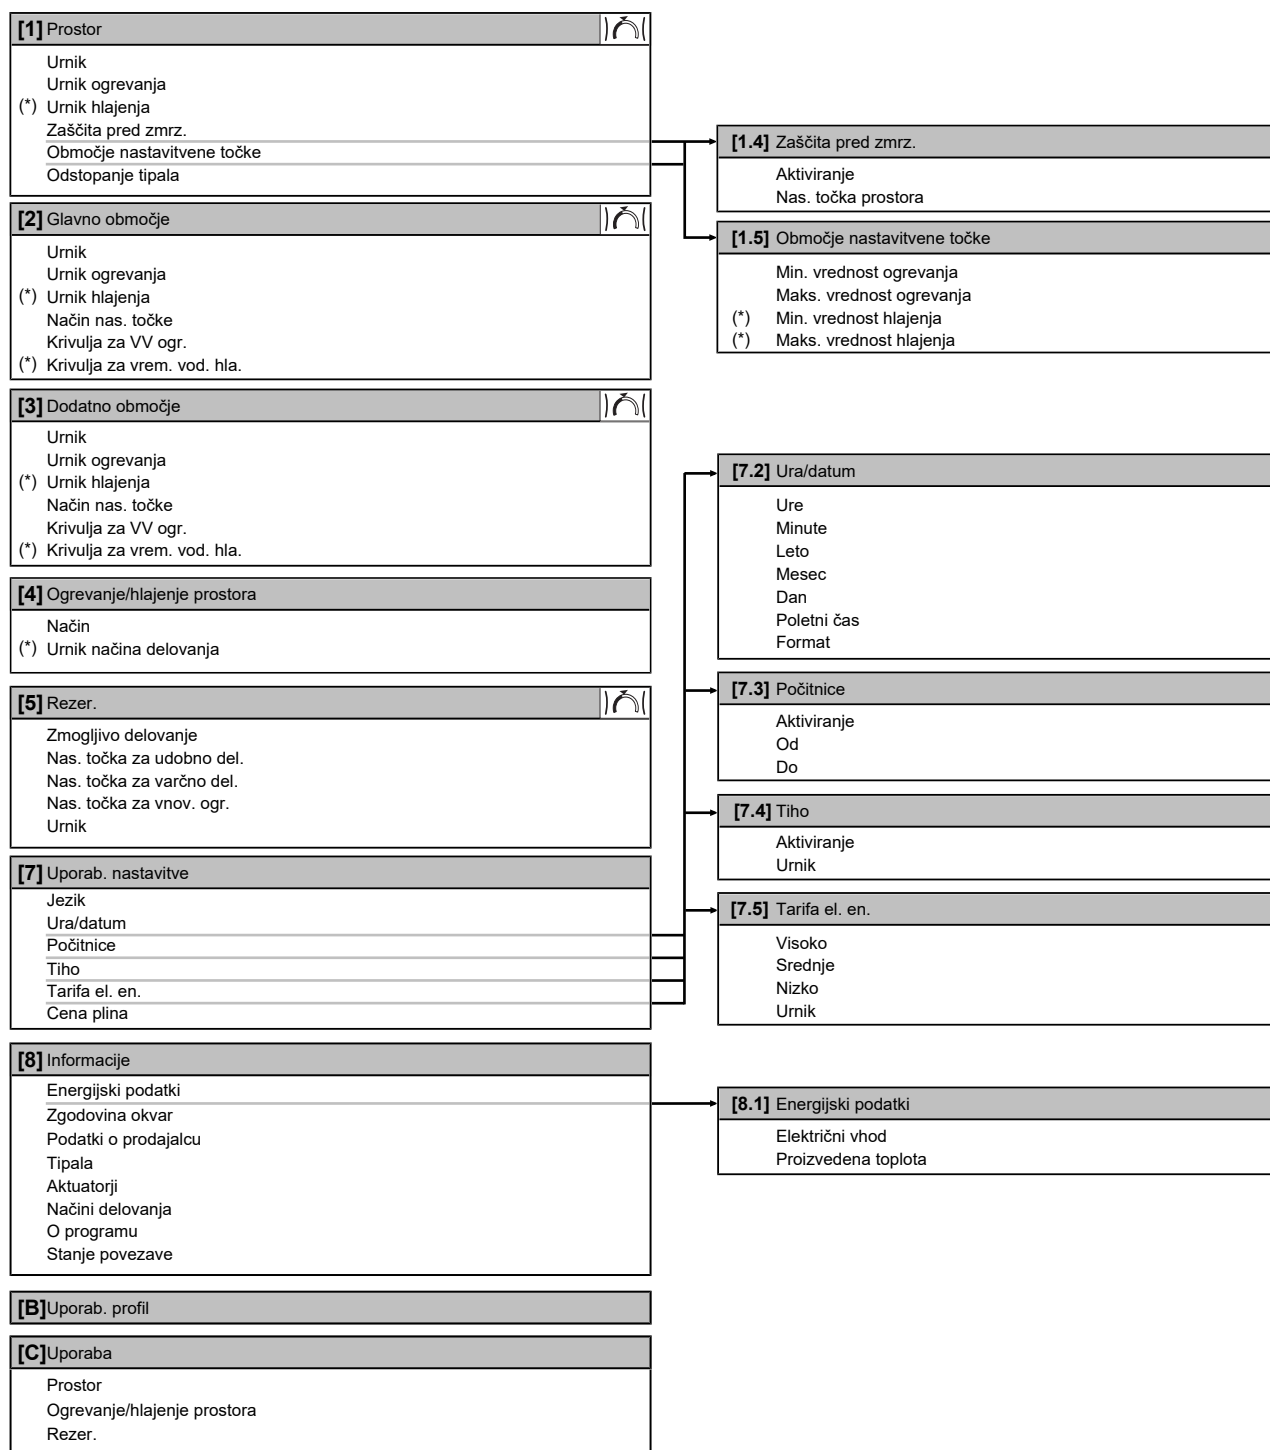 [1] Prostor
Urnik
Urnik ogrevanja
(*) Urnik hlajenja
Zaščita pred zmrz.
Območje nastavitvene točke
Odstopanje tipala
[2] Glavno območje
Urnik
Urnik ogrevanja
(*) Urnik hlajenja
Način nas. točke
Krivulja za VV ogr.
(*) Krivulja za vrem. vod. hla.
[3] Dodatno območje
Urnik
Urnik ogrevanja
(*) Urnik hlajenja
Način nas. točke
Krivulja za VV ogr.
(*) Krivulja za vrem. vod. hla.
[4] Ogrevanje/hlajenje prostora
Način
(*) Urnik načina delovanja
[5] Rezer.
Zmogljivo delovanje
Nas. točka za udobno del.
Nas. točka za varčno del.
Nas. točka za vnov. ogr.
Urnik
[7] Uporab. nastavitve
Jezik
Ura/datum
Počitnice
Tiho
Tarifa el. en.
Cena plina
[8] Informacije
Energijski podatki
Zgodovina okvar
Podatki o prodajalcu
Tipala
Aktuatorji
Načini delovanja
O programu
Stanje povezave
[B] Uporab. profil
[C] Uporaba
Prostor
Ogrevanje/hlajenje prostora
Rezer.
[1.4] Zaščita pred zmrz.
Aktiviranje
Nas. točka prostora
[1.5] Območje nastavitvene točke
Min. vrednost ogrevanja
Maks. vrednost ogrevanja
(*) Min. vrednost hlajenja
(*) Maks. vrednost hlajenja
[7.2] Ura/datum
Ure
Minute
Leto
Mesec
Dan
Poletni čas
Format
[7.3] Počitnice
Aktiviranje
Od
Do
[7.4] Tiho
Aktiviranje
Urnik
[7.5] Tarifa el. en.
Visoko
Srednje
Nizko
Urnik
[8.1] Energijski podatki
Električni vhod
Proizvedena toplota